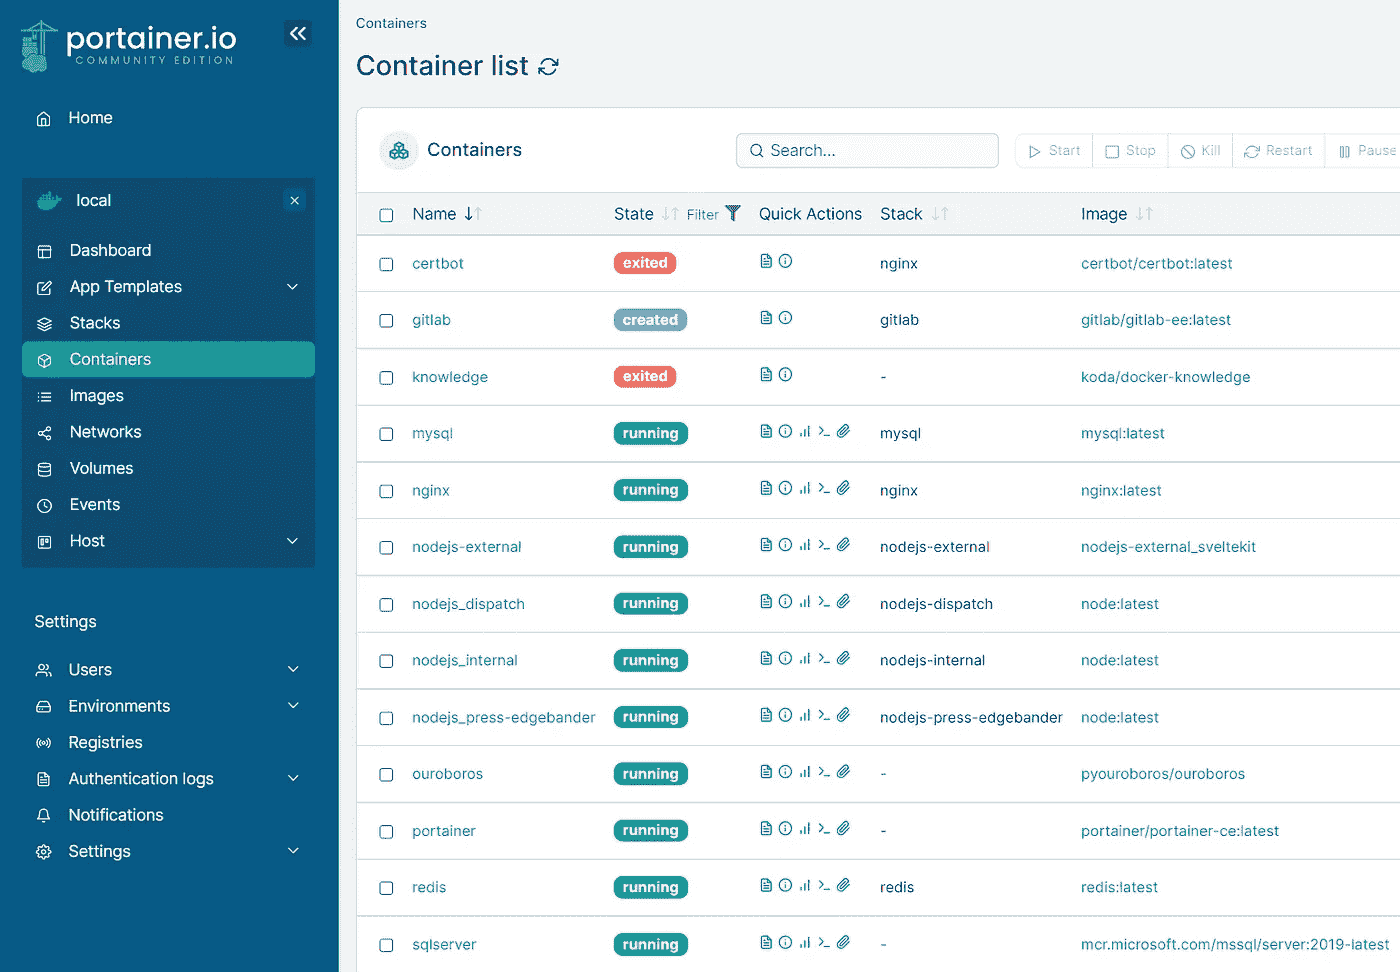 portainer.io
COMMUNITY EDITION
Home
local
Dashboard
App Templates
Stacks
Containers
Images
Networks
Volumes
Events
Host
Settings
Users
Environments
Registries
Authentication logs
Notifications
Settings
Containers
Container list
Containers
Search...
Start Stop Kill Restart Pause
Name State Filter Quick Actions Stack Image
certbot exited nginx certbot/certbot:latest
gitlab created gitlab gitlab/gitlab-ee:latest
knowledge exited - koda/docker-knowledge
mysql running mysql mysql:latest
nginx running nginx nginx:latest
nodejs-external running nodejs-external nodejs-external_sveltekit
nodejs_dispatch running nodejs-dispatch node:latest
nodejs_internal running nodejs-internal node:latest
nodejs_press-edgebander running nodejs-press-edgebander node:latest
ouroboros running - pyouroboros/ouroboros
portainer running - portainer/portainer-ce:latest
redis running redis redis:latest
sqlserver running - mcr.microsoft.com/mssql/server:2019-latest